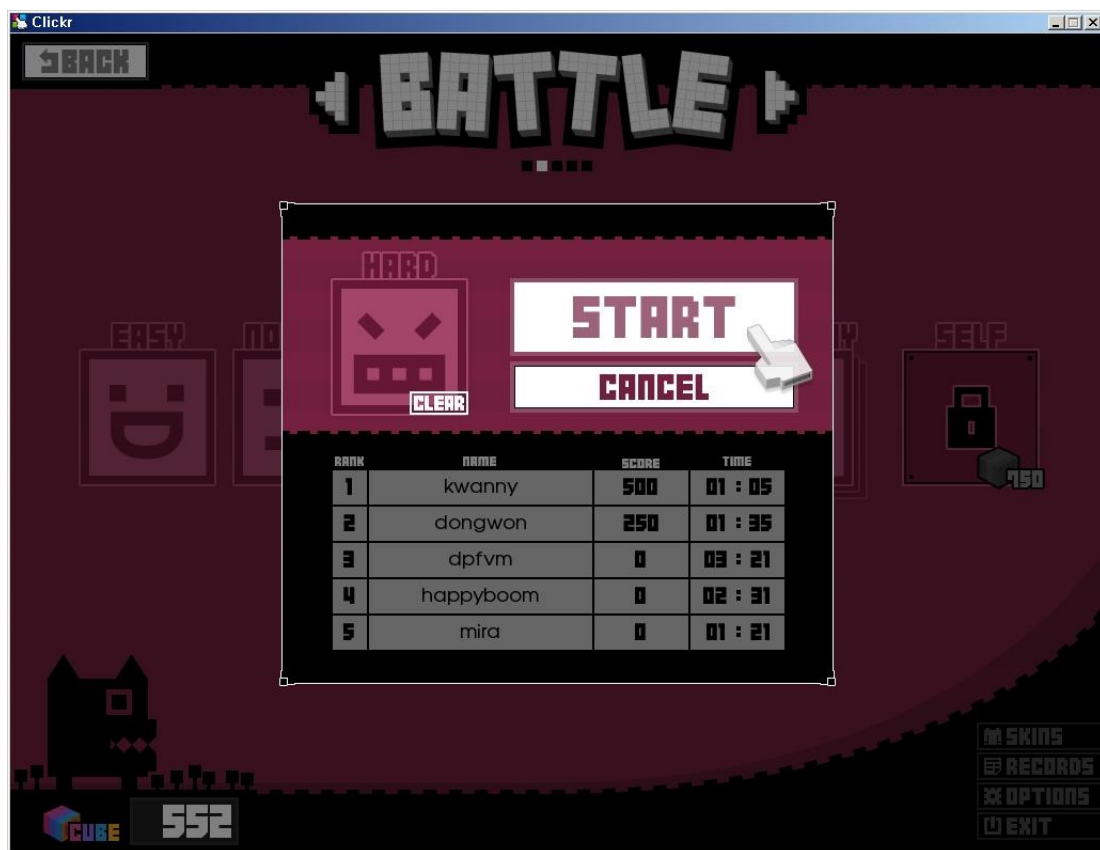 Clickr
BACK
BATTLE
HARD
CLEAR
START
CANCEL
EASY
NO
Y
SELF
750
RANK NAME SCORE TIME
1 kwanny 500 01 : 05
2 dongwon 250 01 : 35
3 dpfvm 0 03 : 21
4 happyboom 0 02 : 31
5 mira 0 01 : 21
SKINS
RECORDS
OPTIONS
EXIT
CUBE 552